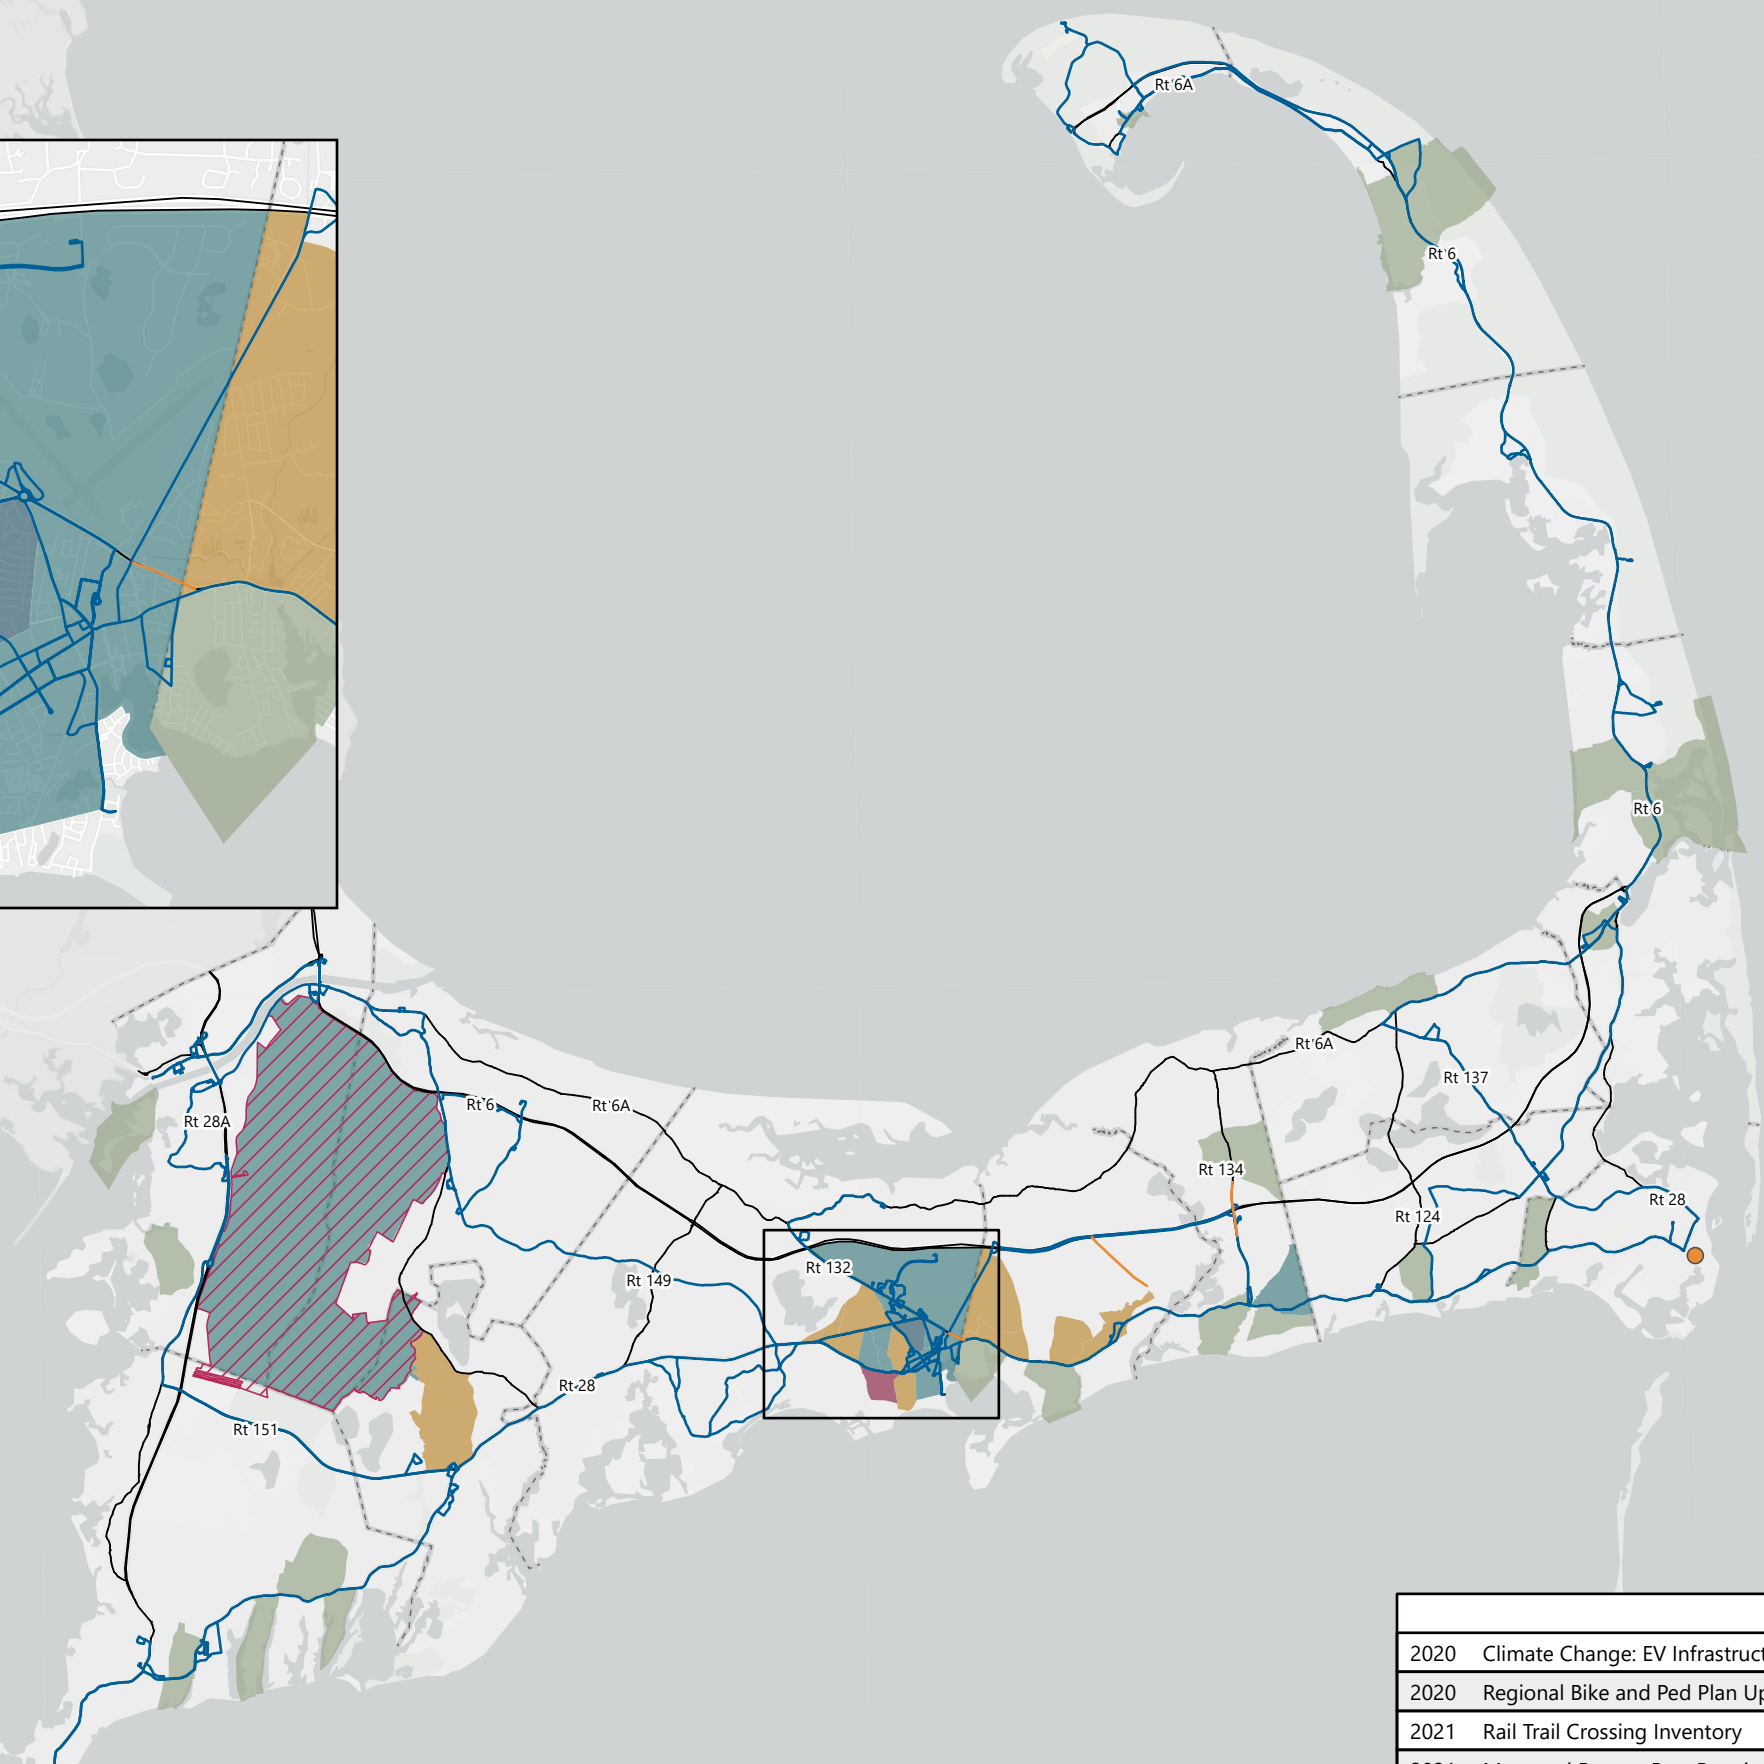 Rt 6A
Rt 6
Rt 6
Rt 6A
Rt 137
Rt 6
Rt 6A
Rt 28A
Rt 134
Rt 28
Rt 124
Rt 132
Rt 149
Rt 28
Rt 151
2020 Climate Change: EV Infrastruct
2020 Regional Bike and Ped Plan Up
2021 Rail Trail Crossing Inventory